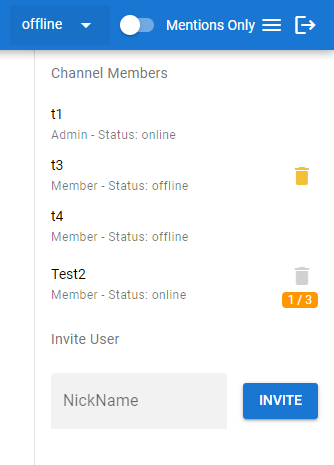 offline Mentions Only
Channel Members
t1
Admin - Status: online
t3
Member - Status: offline
t4
Member - Status: offline
Test2
Member - Status: online
1 / 3
Invite User
NickName INVITE